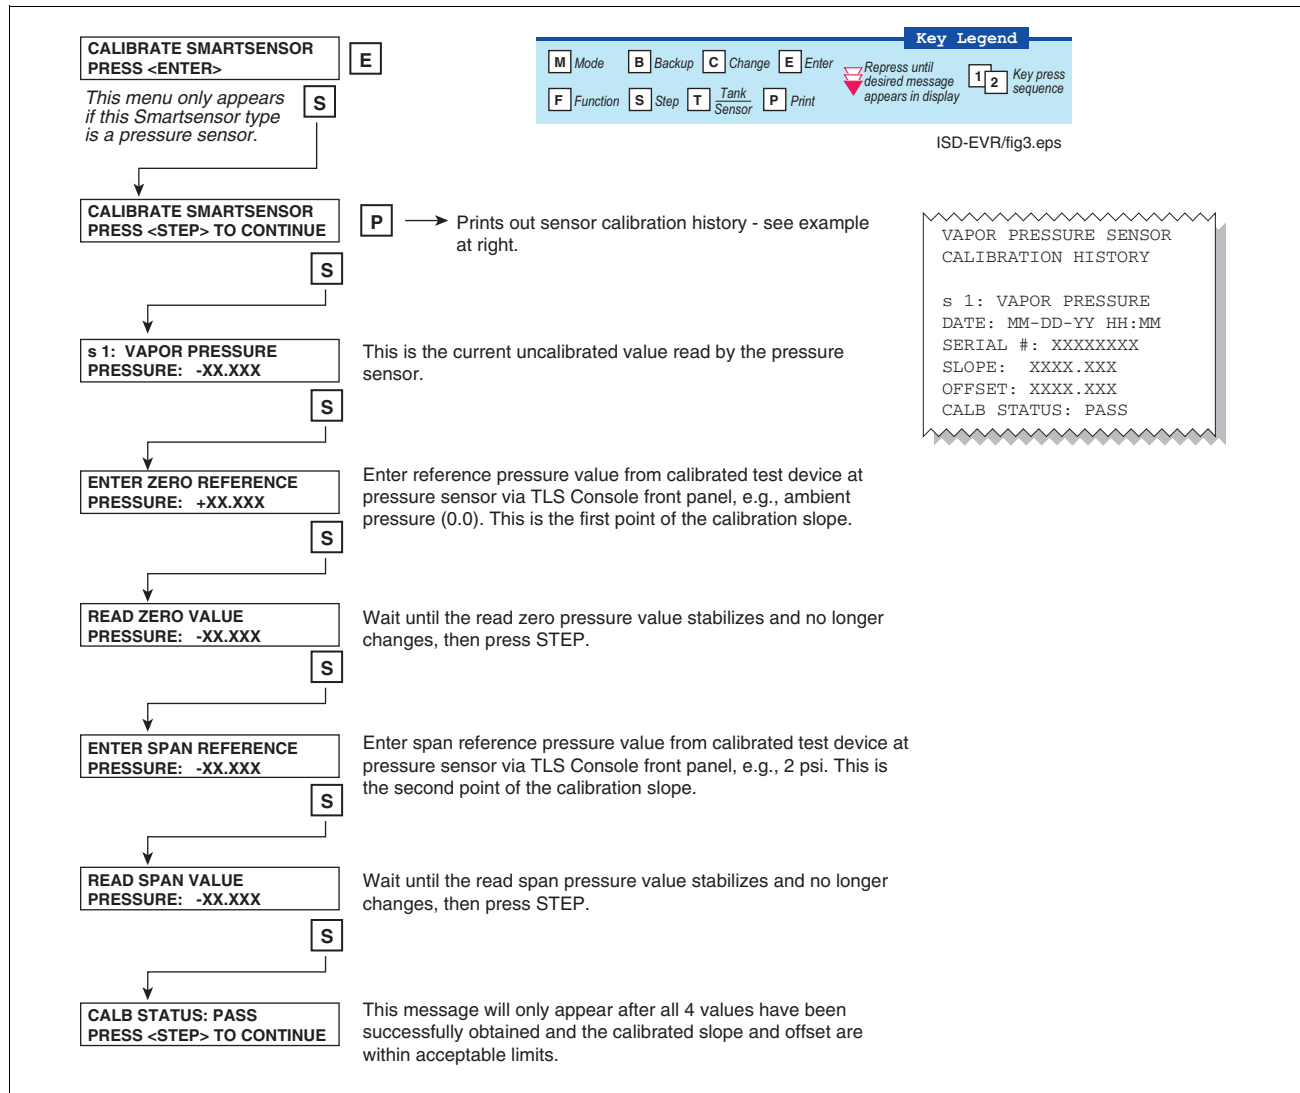 CALIBRATE SMARTSENSOR
PRESS <ENTER>
E
This menu only appears
if this Smartsensor type
is a pressure sensor.
S
Key Legend
M Mode B Backup C Change E Enter
F Function S Step T Tank Sensor P Print
Repress until
desired message
appears in display
1 2
Key press
sequence
ISD-EVR/fig3.eps
CALIBRATE SMARTSENSOR
PRESS <STEP> TO CONTINUE
P
Prints out sensor calibration history - see example
at right.
S
VAPOR PRESSURE SENSOR
CALIBRATION HISTORY
s 1: VAPOR PRESSURE
DATE: MM-DD-YY HH:MM
SERIAL #: XXXXXXXX
SLOPE: XXXX.XXX
OFFSET: XXXX.XXX
CALB STATUS: PASS
s 1: VAPOR PRESSURE
PRESSURE: -XX.XXX
This is the current uncalibrated value read by the pressure
sensor.
S
ENTER ZERO REFERENCE
PRESSURE: +XX.XXX
Enter reference pressure value from calibrated test device at
pressure sensor via TLS Console front panel, e.g., ambient
pressure (0.0). This is the first point of the calibration slope.
S
READ ZERO VALUE
PRESSURE: -XX.XXX
Wait until the read zero pressure value stabilizes and no longer
changes, then press STEP.
S
ENTER SPAN REFERENCE
PRESSURE: -XX.XXX
Enter span reference pressure value from calibrated test device at
pressure sensor via TLS Console front panel, e.g., 2 psi. This is
the second point of the calibration slope.
S
READ SPAN VALUE
PRESSURE: -XX.XXX
Wait until the read span pressure value stabilizes and no longer
changes, then press STEP.
S
CALB STATUS: PASS
PRESS <STEP> TO CONTINUE
This message will only appear after all 4 values have been
successfully obtained and the calibrated slope and offset are
within acceptable limits.